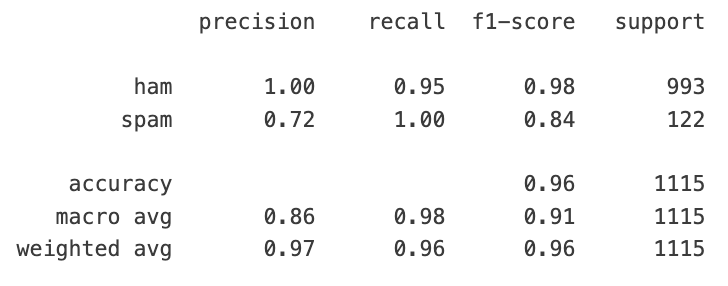 precision recall f1-score support
ham 1.00 0.95 0.98 993
spam 0.72 1.00 0.84 122
accuracy 0.96 1115
macro avg 0.86 0.98 0.91 1115
weighted avg 0.97 0.96 0.96 1115